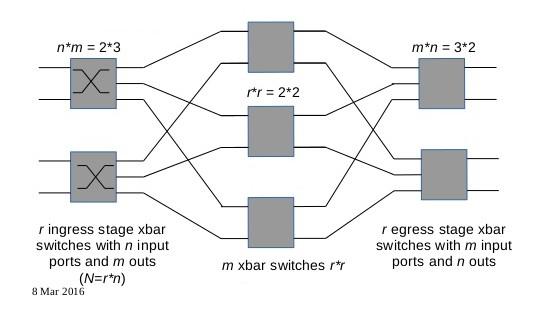 n*m = 2*3
m*n = 3*2
r*r = 2*2
r ingress stage xbar
switches with n input
ports and m outs
(N=r*n)
m xbar switches r*r
r egress stage xbar
switches with m input
ports and n outs
8 Mar 2016